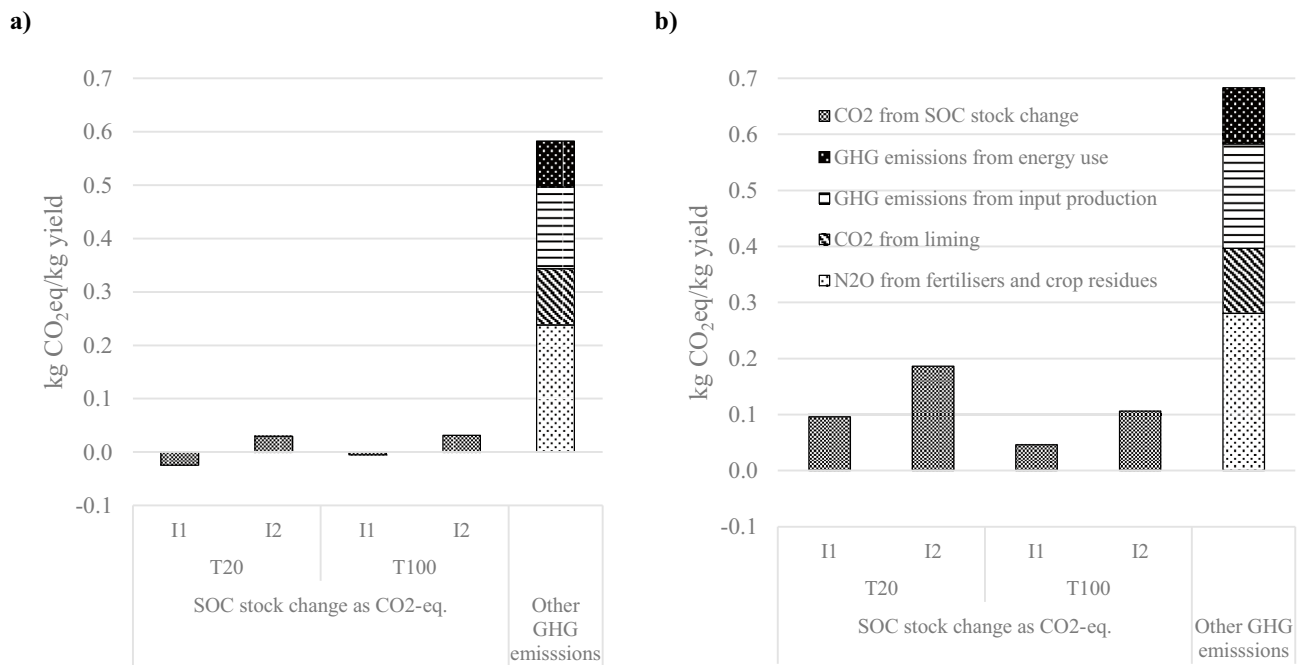 a)
kg CO2eq/kg yield
0.7
0.6
0.5
0.4
0.3
0.2
0.1
0.0
-0.1
I1
I2
I1
I2
T20
T100
SOC stock change as CO2-eq.
Other
GHG
emisssions
b)
kg CO2eq/kg yield
0.7
0.6
0.5
0.4
0.3
0.2
0.1
0.0
-0.1
CO2 from SOC stock change
GHG emissions from energy use
GHG emissions from input production
CO2 from liming
N2O from fertilisers and crop residues
I1
I2
I1
I2
T20
T100
SOC stock change as CO2-eq.
Other GHG
emisssions